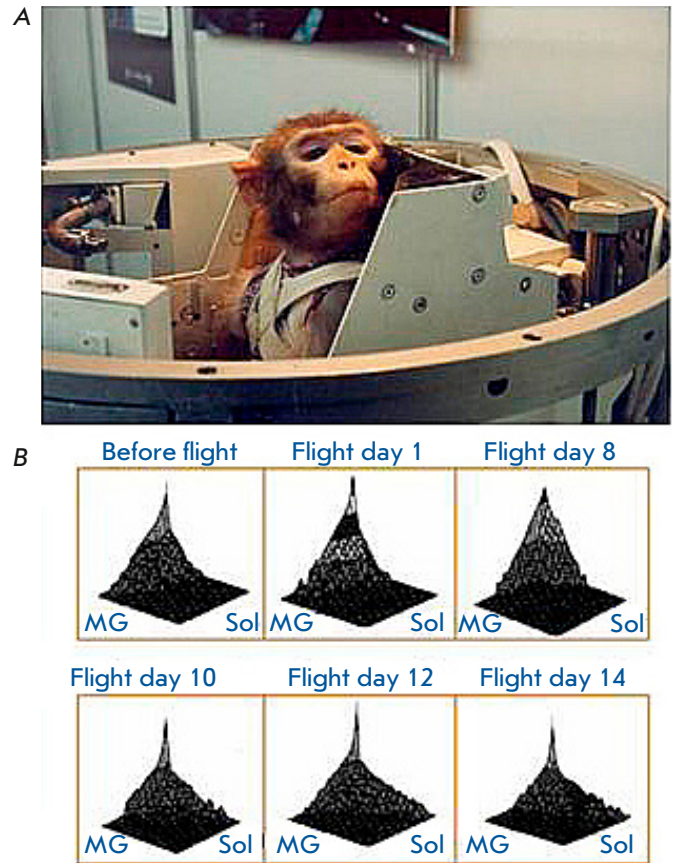 A
B
Before flight Flight day 1 Flight day 8
MG Sol MG Sol MG Sol
Flight day 10 Flight day 12 Flight day 14
MG Sol MG Sol MG Sol